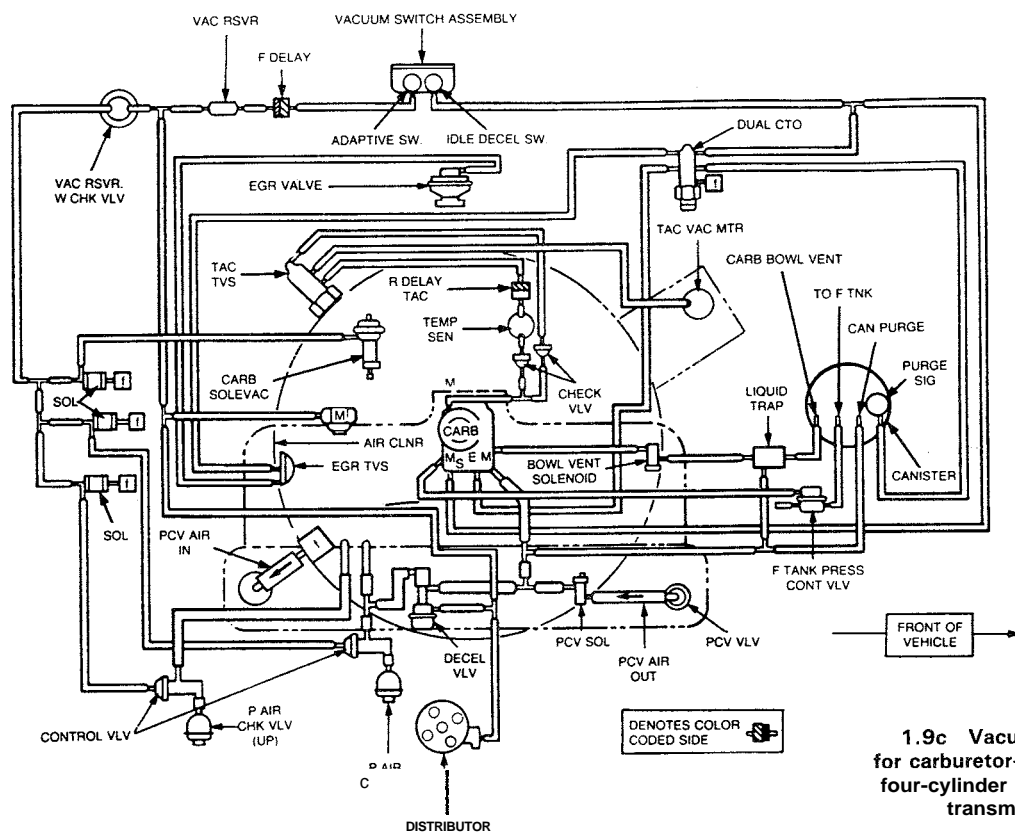 VAC RSVR
VACUUM SWITCH ASSEMBLY
F DELAY
ADAPTIVE SW.
IDLE DECEL SW.
DUAL CTO
VAC RSVR.
W CHK VLV
EGR VALVE
TAC VAC MTR
TAC
TVS
R DELAY
TAC
CARB BOWL VENT
TO F TNK
CAN PURGE
TEMP
SEN
PURGE
SIG
CARB
SOLEVAC
M
CHECK
VLV
LIQUID
TRAP
SOL
M
CARB
AIR CLNR
M S E M
EGR TVS
BOWL VENT
SOLENOID
CANISTER
SOL
PCV AIR
IN
F TANK PRESS
CONT VLV
DECEL
VLV
PCV SOL
PCV AIR
OUT
PCV VLV
FRONT OF
VEHICLE
CONTROL VLV
P AIR
CHK VLV
(UP)
P AIR
C
DENOTES COLOR
CODED SIDE
DISTRIBUTOR
1.9c Vacu
for carburetor-
four-cylinder
transm